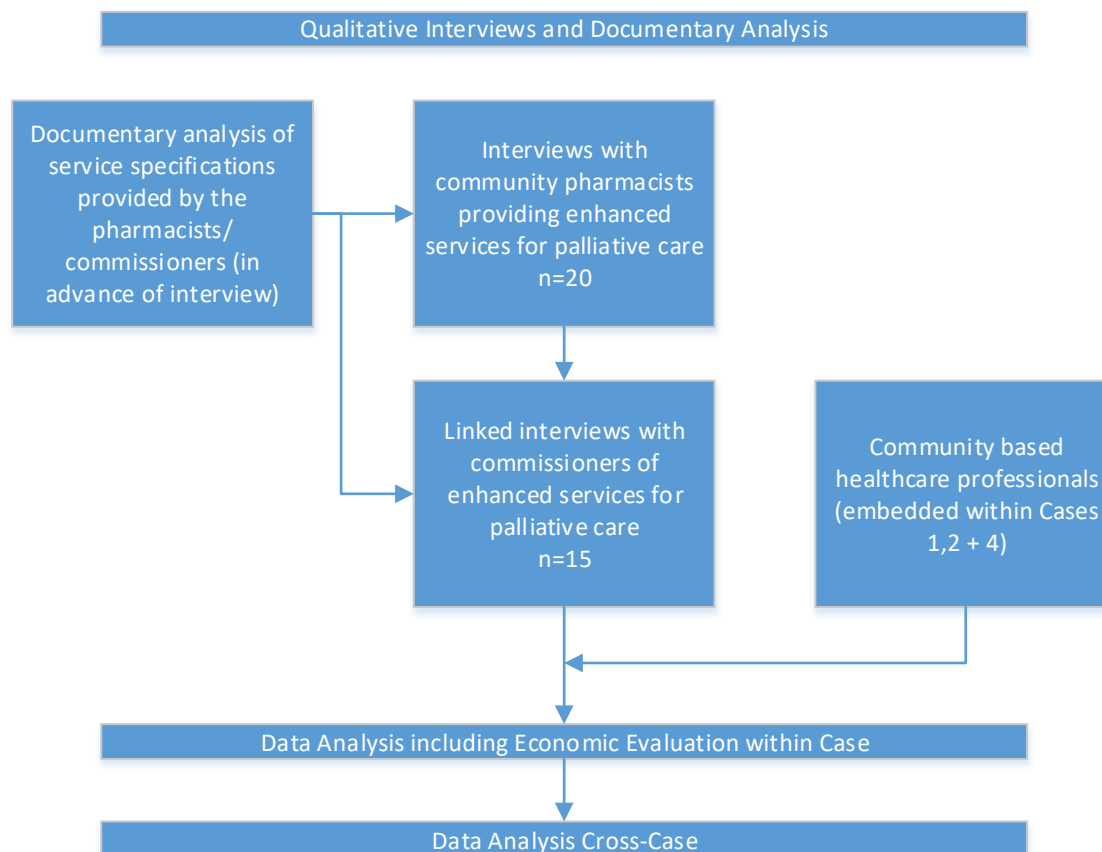 Qualitative Interviews and Documentary Analysis
Documentary analysis of
service specifications
provided by the
pharmacists/
commissioners (in
advance of interview)
Interviews with
community pharmacists
providing enhanced
services for palliative care
n=20
Linked interviews with
commissioners of
enhanced services for
palliative care
n=15
Community based
healthcare professionals
(embedded within Cases
1,2 + 4)
Data Analysis including Economic Evaluation within Case
Data Analysis Cross-Case